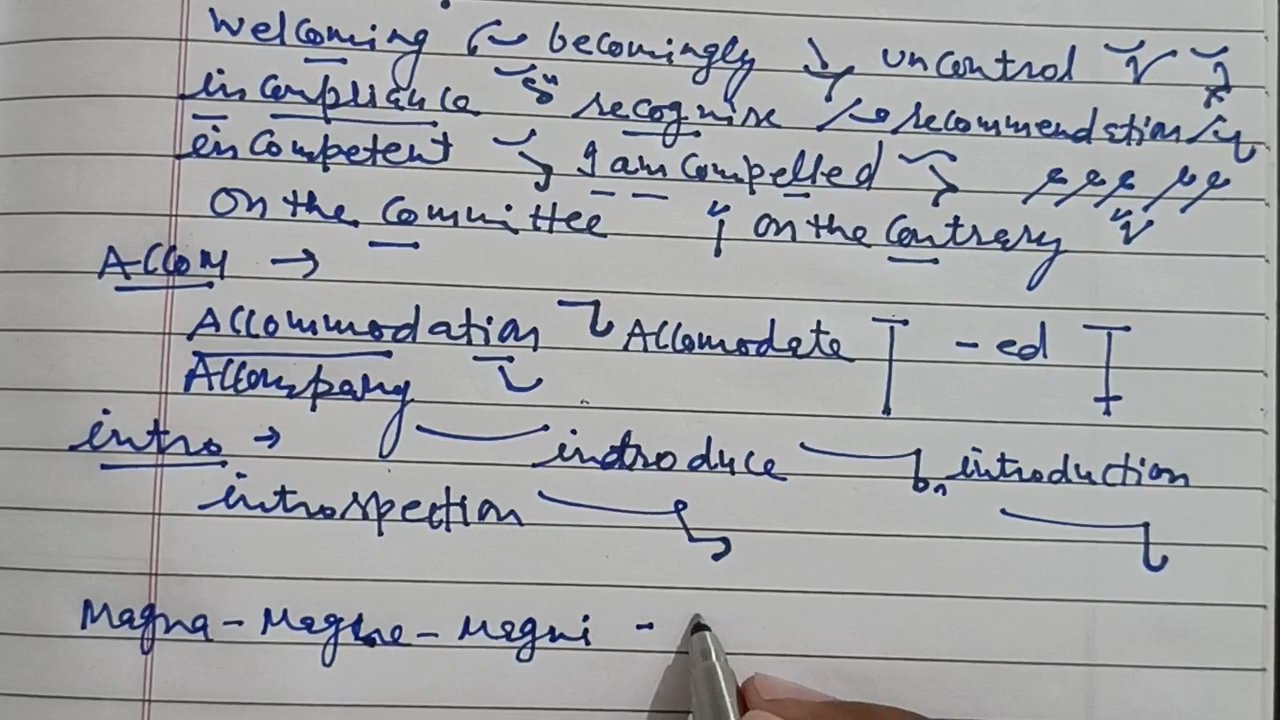 Welcoming becomingly uncontrol
incompliance recognise recommendation
incompetent I am compelled
on the committee on the contrary
Accom →
Accommodation Accomodate - ed
Accompany
intro → introduce introduction
introspection
Magna - Magne - Magni -